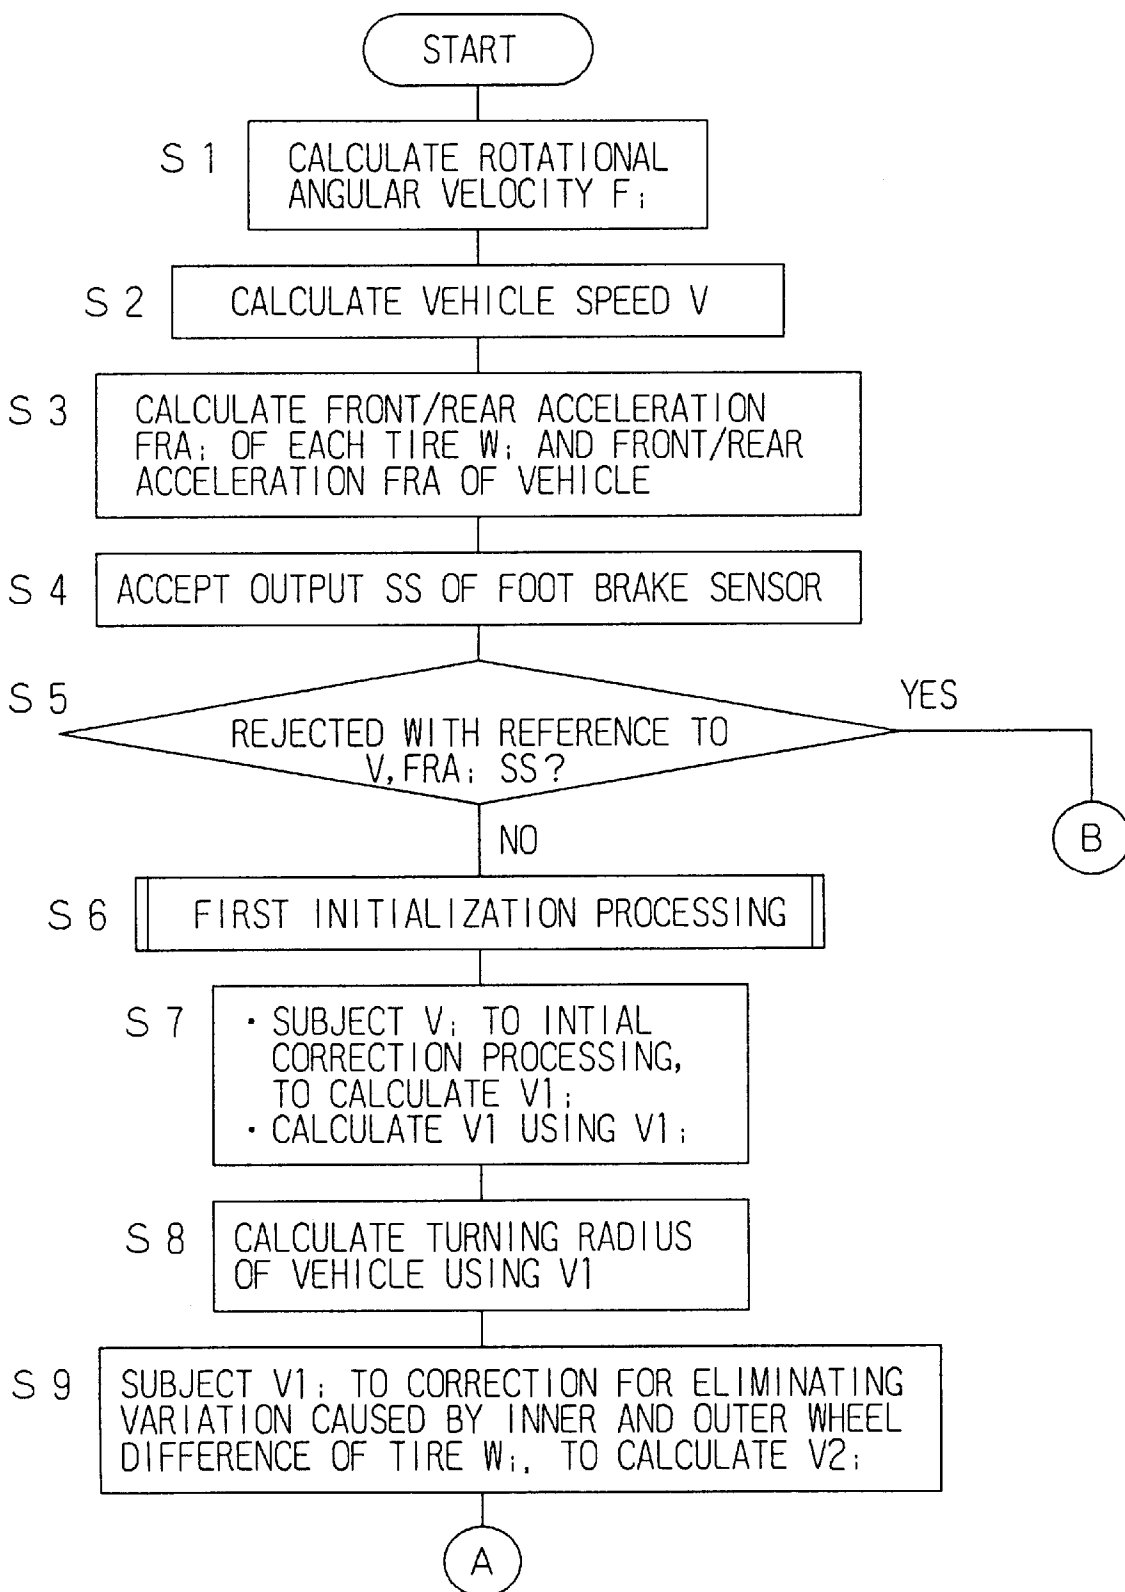 START
S 1
CALCULATE ROTATIONAL
ANGULAR VELOCITY Fi
S 2
CALCULATE VEHICLE SPEED V
S 3
CALCULATE FRONT/REAR ACCELERATION
FRAi OF EACH TIRE Wi AND FRONT/REAR
ACCELERATION FRA OF VEHICLE
S 4
ACCEPT OUTPUT SS OF FOOT BRAKE SENSOR
S 5
REJECTED WITH REFERENCE TO
V, FRAi SS?
YES
B
NO
S 6
FIRST INITIALIZATION PROCESSING
S 7
· SUBJECT Vi TO INTIAL
CORRECTION PROCESSING,
TO CALCULATE V1i
· CALCULATE V1 USING V1i
S 8
CALCULATE TURNING RADIUS
OF VEHICLE USING V1
S 9
SUBJECT V1i TO CORRECTION FOR ELIMINATING
VARIATION CAUSED BY INNER AND OUTER WHEEL
DIFFERENCE OF TIRE Wi, TO CALCULATE V2i
A